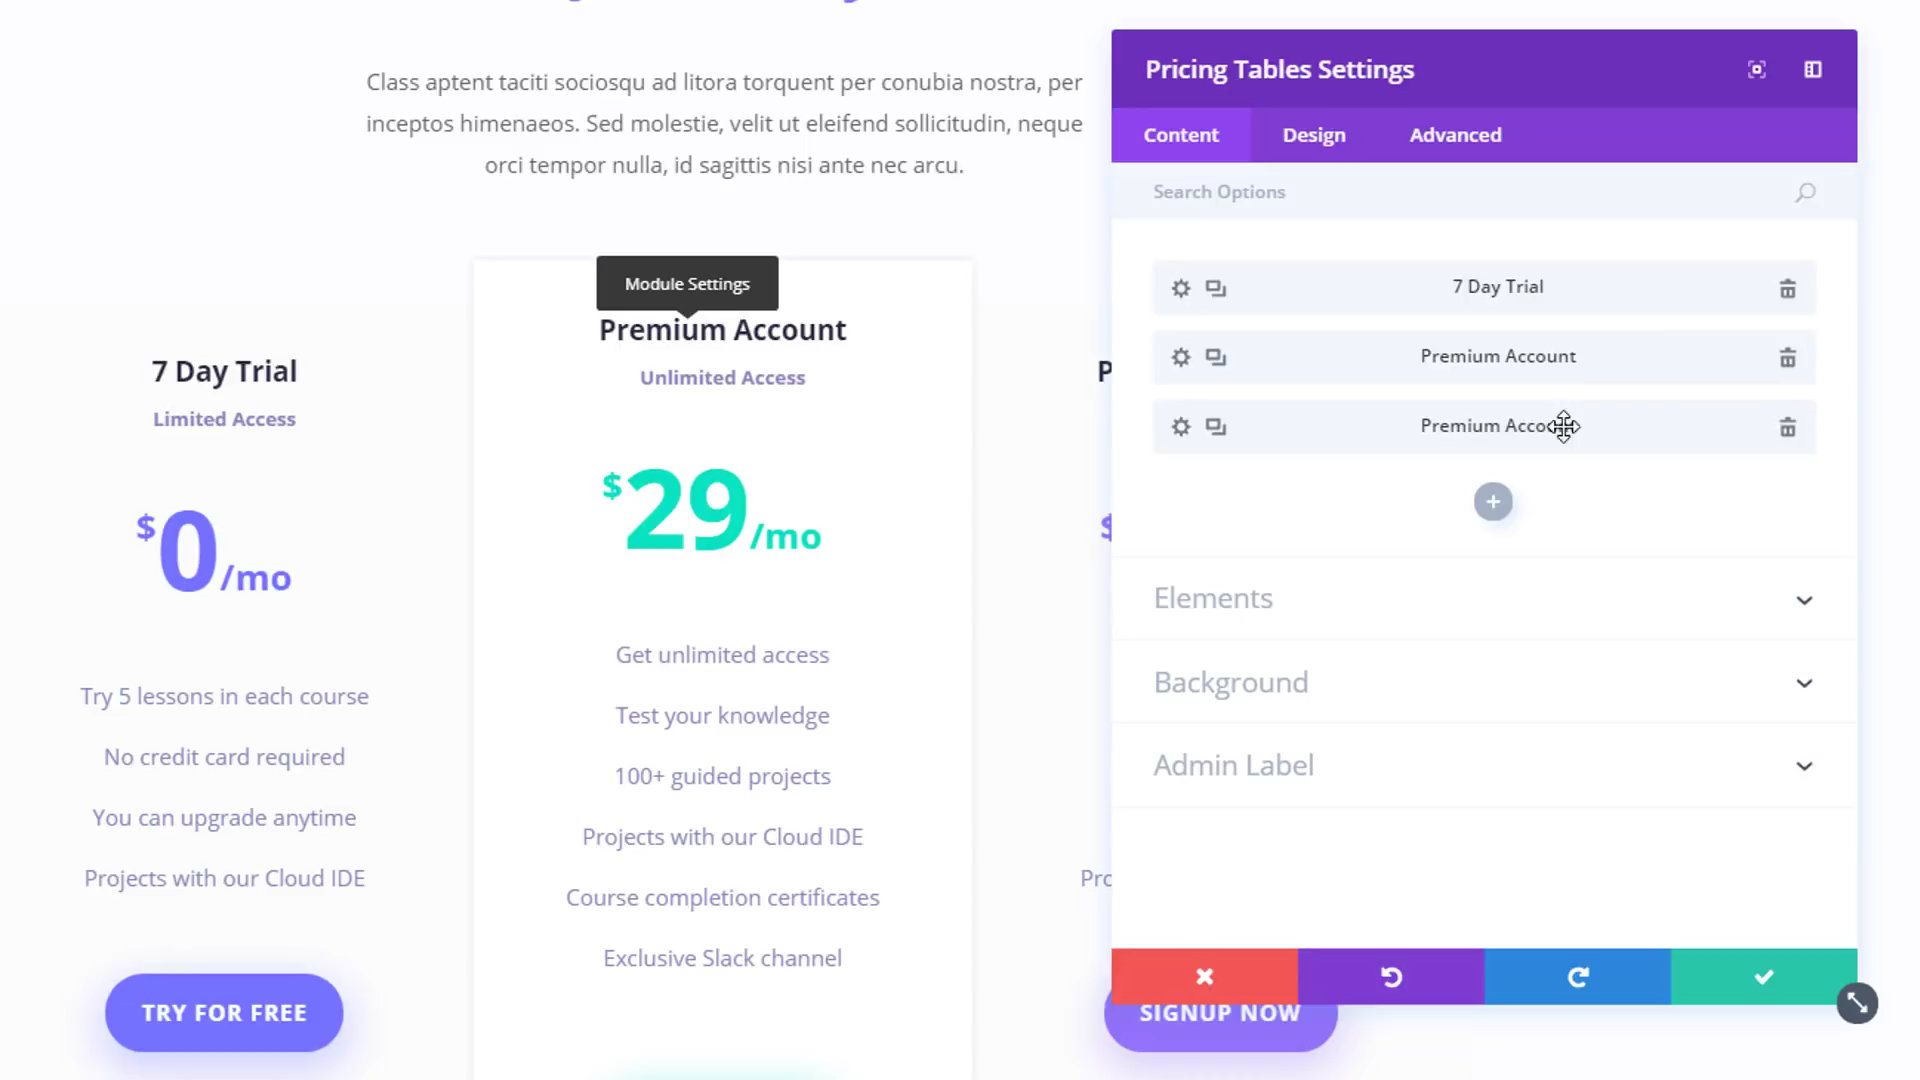 Class aptent taciti sociosqu ad litora torquent per conubia nostra, per
inceptos himenaeos. Sed molestie, velit ut eleifend sollicitudin, neque
orci tempor nulla, id sagittis nisi ante nec arcu.
7 Day Trial
Limited Access
$0/mo
Try 5 lessons in each course
No credit card required
You can upgrade anytime
Projects with our Cloud IDE
TRY FOR FREE
Module Settings
Premium Account
Unlimited Access
$29/mo
Get unlimited access
Test your knowledge
100+ guided projects
Projects with our Cloud IDE
Course completion certificates
Exclusive Slack channel
P
$
Pro
SIGNUP NOW
Pricing Tables Settings
Content Design Advanced
Search Options
7 Day Trial
Premium Account
Premium Account
Elements
Background
Admin Label